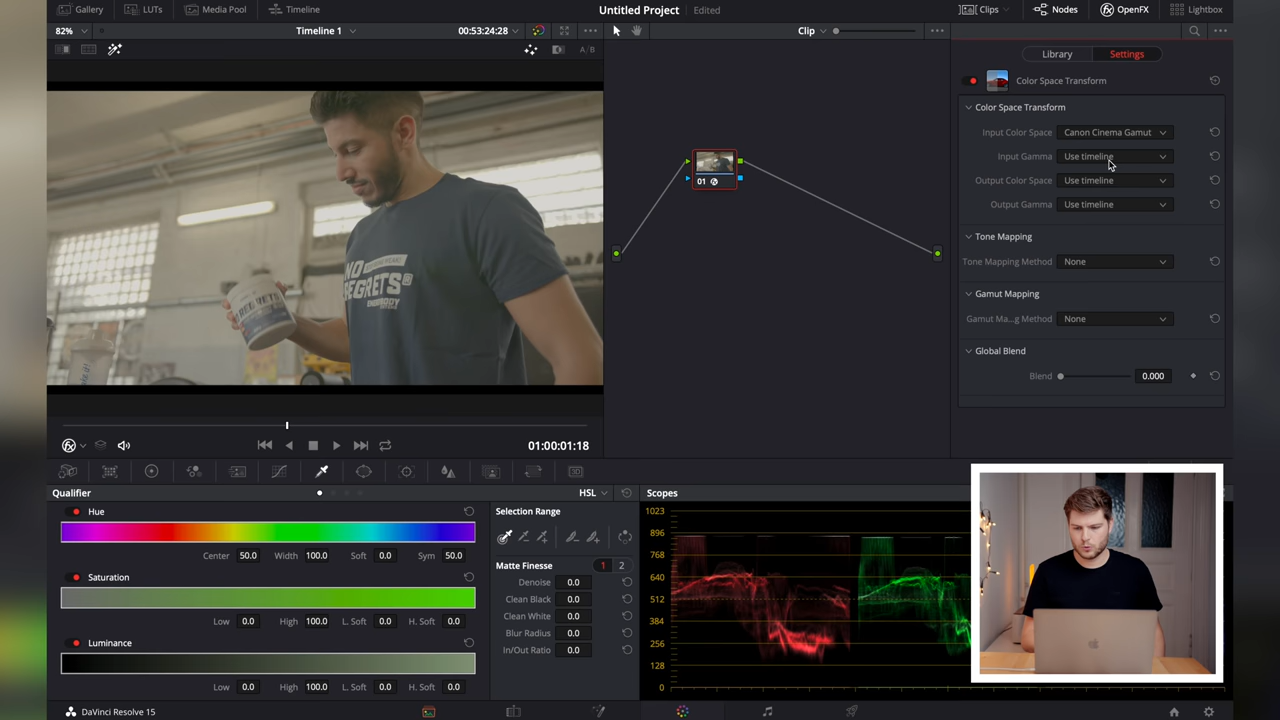 Gallery LUTs Media Pool Timeline Untitled Project Edited Clips Nodes OpenFX Lightbox
82% Timeline 1 00:53:24:28 Clip
A/B
Library Settings
Color Space Transform
Color Space Transform
Input Color Space Canon Cinema Gamut
Input Gamma Use timeline
Output Color Space Use timeline
Output Gamma Use timeline
Tone Mapping
Tone Mapping Method None
Gamut Mapping
Gamut Ma...g Method None
Global Blend
Blend 0.000
01
NO
REGRETS®
REGRETS
01:00:01:18
3D
Qualifier HSL
Hue
Center 50.0 Width 100.0 Soft 0.0 Sym 50.0
Saturation
Low 0.0 High 100.0 L. Soft 0.0 H. Soft 0.0
Luminance
Low 0.0 High 100.0 L. Soft 0.0 H. Soft 0.0
Selection Range
Matte Finesse 1 2
Denoise 0.0
Clean Black 0.0
Clean White 0.0
Blur Radius 0.0
In/Out Ratio 0.0
Scopes
1023
896
768
640
512
384
256
128
0
DaVinci Resolve 15